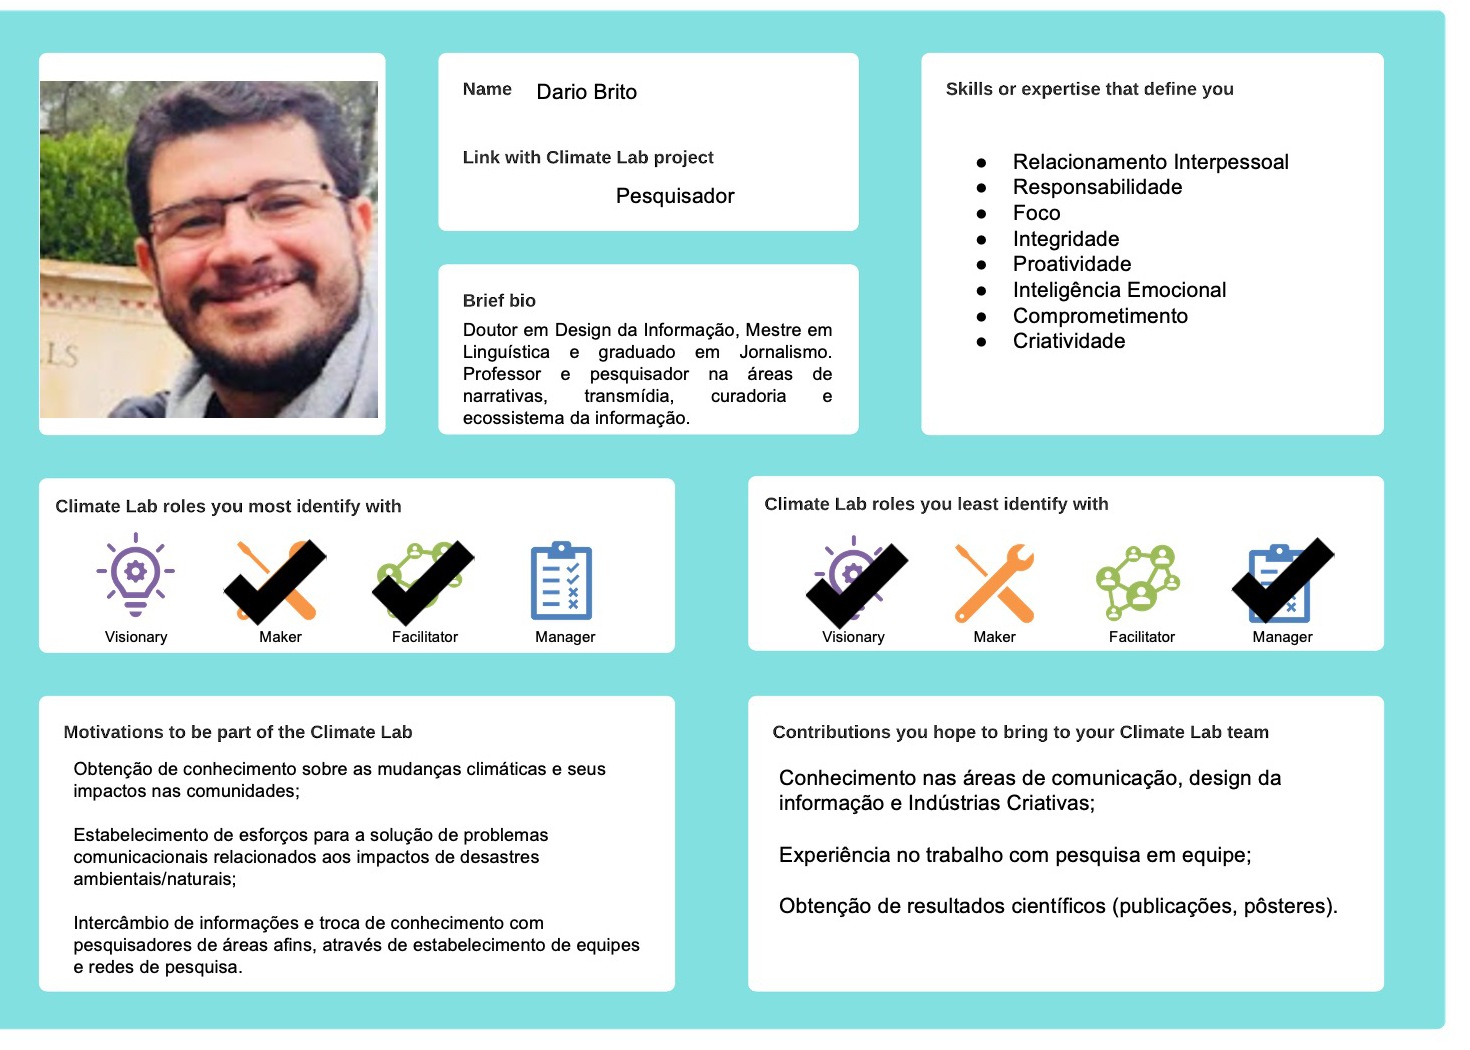 Name Dario Brito
Link with Climate Lab project
Pesquisador
Brief bio
Doutor em Design da Informação, Mestre em
Linguística e graduado em Jornalismo.
Professor e pesquisador na áreas de
narrativas, transmídia, curadoria e
ecossistema da informação.
Skills or expertise that define you
● Relacionamento Interpessoal
● Responsabilidade
● Foco
● Integridade
● Proatividade
● Inteligência Emocional
● Comprometimento
● Criatividade
LLS
Climate Lab roles you most identify with
Visionary Maker Facilitator Manager
Climate Lab roles you least identify with
Visionary Maker Facilitator Manager
Motivations to be part of the Climate Lab
Obtenção de conhecimento sobre as mudanças climáticas e seus
impactos nas comunidades;
Estabelecimento de esforços para a solução de problemas
comunicacionais relacionados aos impactos de desastres
ambientais/naturais;
Intercâmbio de informações e troca de conhecimento com
pesquisadores de áreas afins, através de estabelecimento de equipes
e redes de pesquisa.
Contributions you hope to bring to your Climate Lab team
Conhecimento nas áreas de comunicação, design da
informação e Indústrias Criativas;
Experiência no trabalho com pesquisa em equipe;
Obtenção de resultados científicos (publicações, pôsteres).